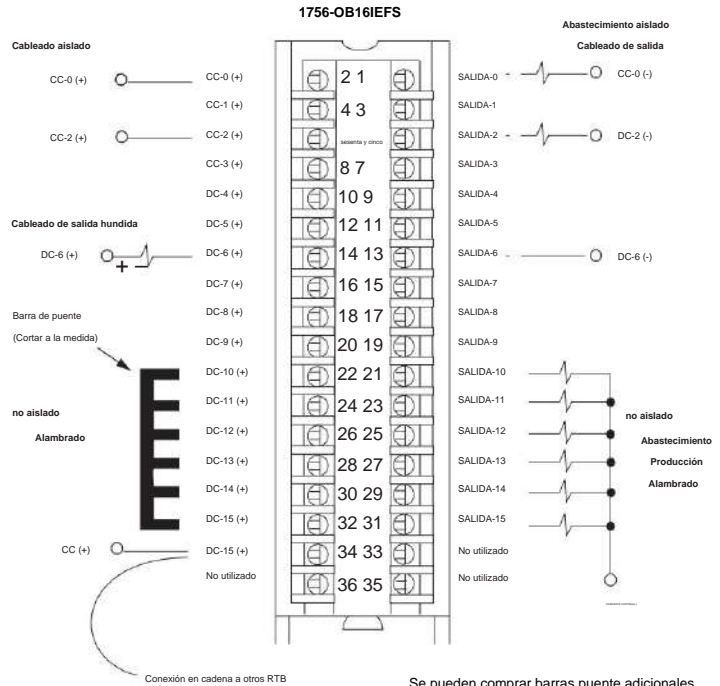 1756-OB16IEFS
Abastecimiento aislado
Cableado aislado
Cableado de salida
CC-0 (+) CC-0 (+) 2 1 SALIDA-0 CC-0 (-)
CC-1 (+) 4 3 SALIDA-1
CC-2 (+) CC-2 (+) sesenta y cinco SALIDA-2 DC-2 (-)
CC-3 (+) 8 7 SALIDA-3
DC-4 (+) 10 9 SALIDA-4
Cableado de salida hundida DC-5 (+) 12 11 SALIDA-5
DC-6 (+) + - DC-6 (+) 14 13 SALIDA-6 DC-6 (-)
DC-7 (+) 16 15 SALIDA-7
Barra de puente DC-8 (+) 18 17 SALIDA-8
(Cortar a la medida) DC-9 (+) 20 19 SALIDA-9
DC-10 (+) 22 21 SALIDA-10
no aislado DC-11 (+) 24 23 SALIDA-11 no aislado
Alambrado DC-12 (+) 26 25 SALIDA-12 Abastecimiento
DC-13 (+) 28 27 SALIDA-13 Producción
DC-14 (+) 30 29 SALIDA-14 Alambrado
DC-15 (+) 32 31 SALIDA-15
CC (+) DC-15 (+) 34 33 No utilizado
No utilizado 36 35 No utilizado
Conexión en cadena a otros RTB
Se pueden comprar barras puente adicionales